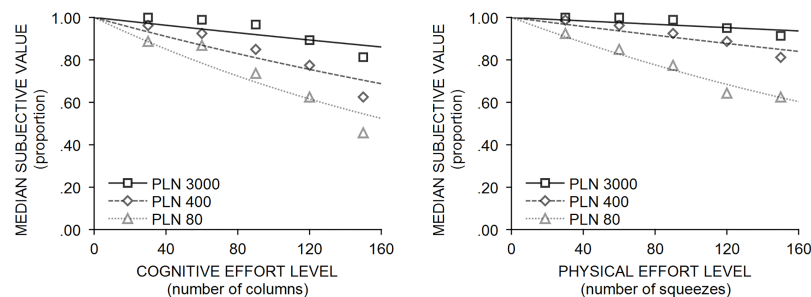 MEDIAN SUBJECTIVE VALUE
(proportion)
1.00
.80
.60
.40
.20
.00
PLN 3000
PLN 400
PLN 80
0 40 80 120 160
COGNITIVE EFFORT LEVEL
(number of columns)
MEDIAN SUBJECTIVE VALUE
(proportion)
1.00
.80
.60
.40
.20
.00
PLN 3000
PLN 400
PLN 80
0 40 80 120 160
PHYSICAL EFFORT LEVEL
(number of squeezes)